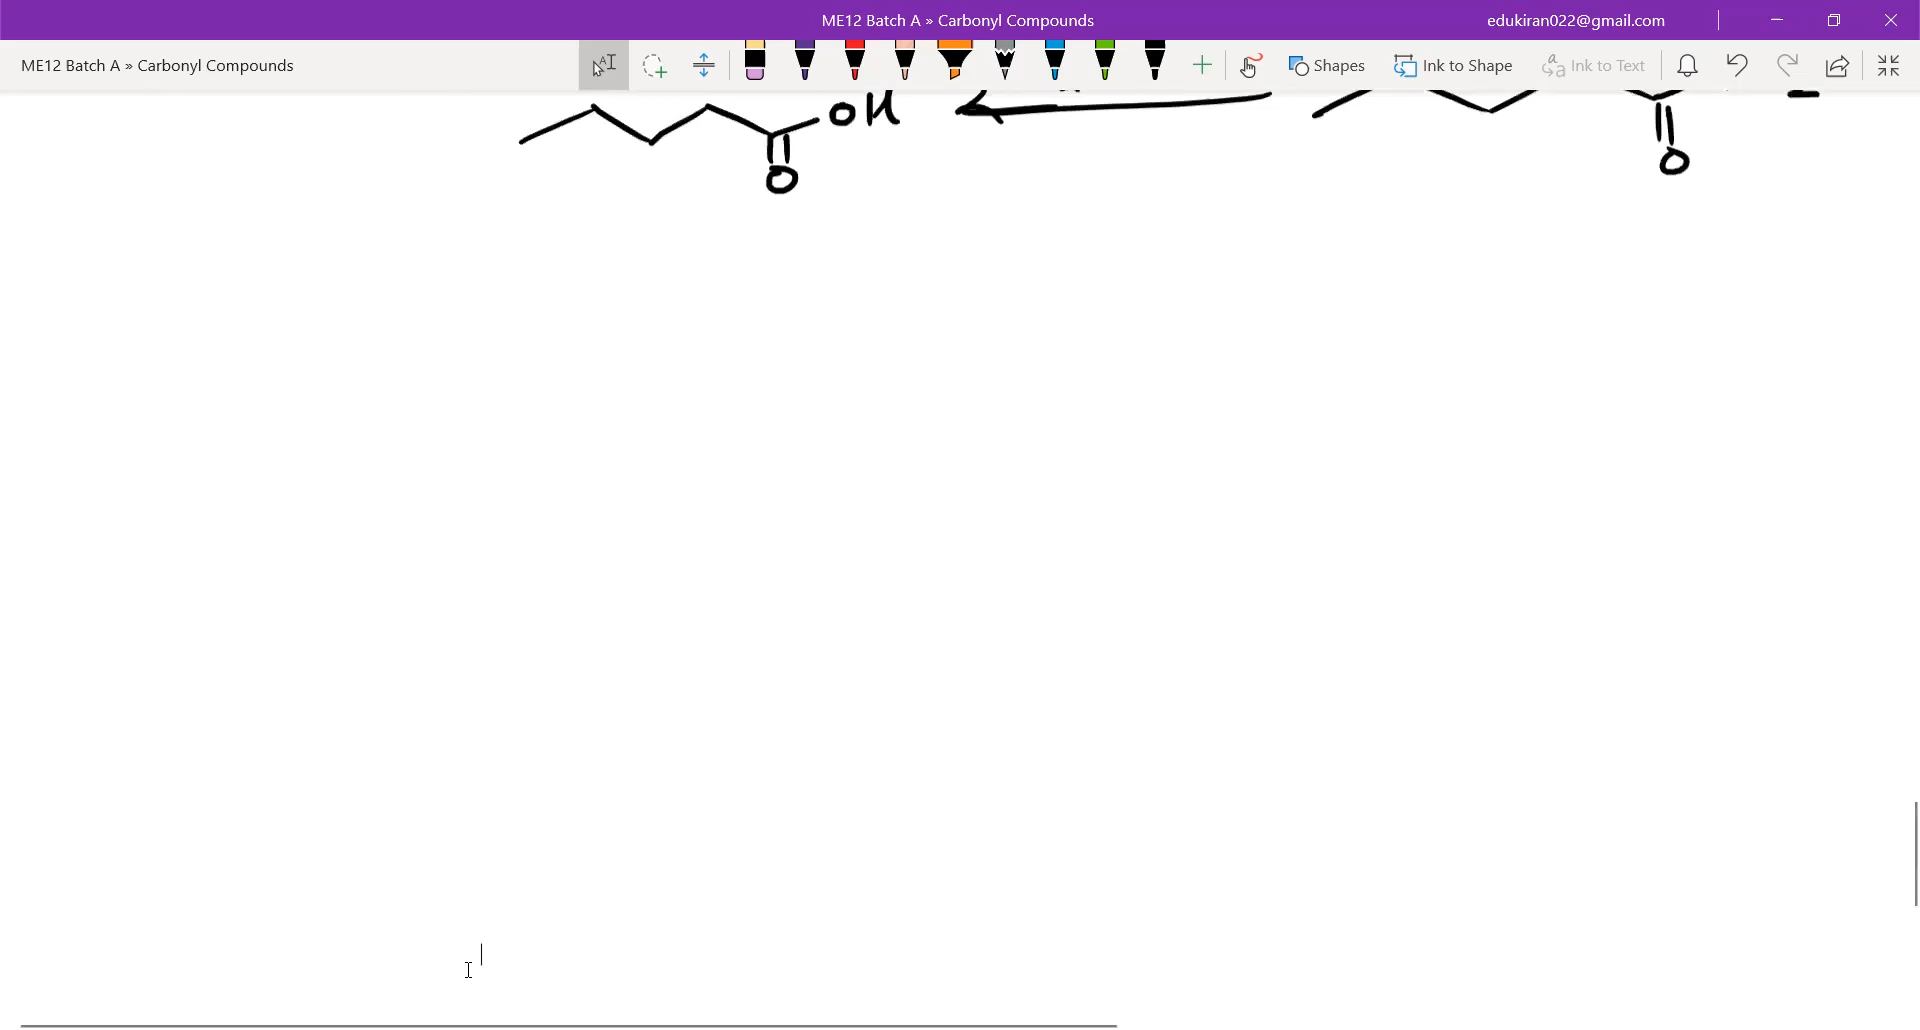 ME12 Batch A » Carbonyl Compounds
edukiran022@gmail.com
ME12 Batch A » Carbonyl Compounds
Shapes
Ink to Shape
Ink to Text
OH
O
O